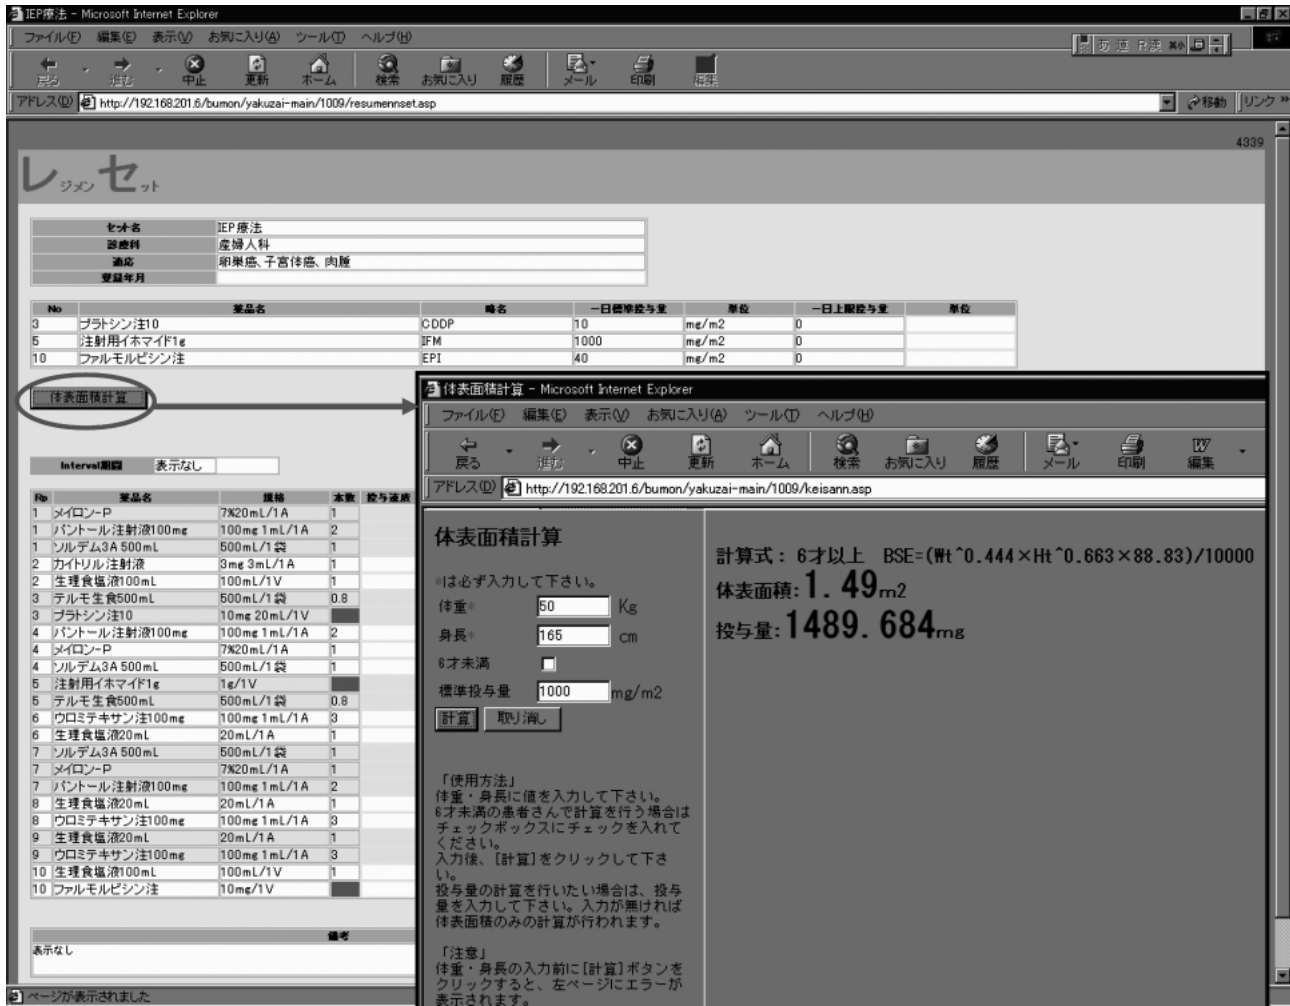 IEP療法 - Microsoft Internet Explorer
ファイル(F) 編集(E) 表示(V) お気に入り(A) ツール(T) ヘルプ(H)
戻る 進む 中止 更新 ホーム 検索 お気に入り 履歴 メール 印刷 編集
アドレス(D) http://192.168.201.6/bumon/yakuzai-main/1009/resumennset.asp 移動 リンク »
4339
レジメン セット
セット名 IEP療法
診療科 産婦人科
適応 卵巣癌、子宮体癌、肉腫
登録年月
No 薬品名 略名 一日標準投与量 単位 一日上限投与量 単位
3 ブラトシン注10 CDDP 10 mg/m2 0
5 注射用イホマイド1g IFM 1000 mg/m2 0
10 ファルモルビシン注 EPI 40 mg/m2 0
体表面積計算
Interval期間 表示なし
Rp 薬品名 規格 本数 投与速度
1 メイロン-P 7%20mL/1A 1
1 パントール注射液100mg 100mg1mL/1A 2
1 ソルデム3A500mL 500mL/1袋 1
2 カイトリル注射液 3mg3mL/1A 1
2 生理食塩液100mL 100mL/1V 1
3 テルモ生食500mL 500mL/1袋 0.8
3 ブラトシン注10 10mg20mL/1V
4 パントール注射液100mg 100mg1mL/1A 2
4 メイロン-P 7%20mL/1A 1
4 ソルデム3A500mL 500mL/1袋 1
5 注射用イホマイド1g 1g/1V
5 テルモ生食500mL 500mL/1袋 0.8
6 ウロミテキサン注100mg 100mg1mL/1A 3
6 生理食塩液20mL 20mL/1A 1
7 ソルデム3A500mL 500mL/1袋 1
7 メイロン-P 7%20mL/1A 1
7 パントール注射液100mg 100mg1mL/1A 2
8 生理食塩液20mL 20mL/1A 1
8 ウロミテキサン注100mg 100mg1mL/1A 3
9 生理食塩液20mL 20mL/1A 1
9 ウロミテキサン注100mg 100mg1mL/1A 3
10 生理食塩液100mL 100mL/1V 1
10 ファルモルビシン注 10mg/1V
備考
表示なし
ページが表示されました
体表面積計算 - Microsoft Internet Explorer
ファイル(F) 編集(E) 表示(V) お気に入り(A) ツール(T) ヘルプ(H)
戻る 進む 中止 更新 ホーム 検索 お気に入り 履歴 メール 印刷 編集
アドレス(D) http://192.168.201.6/bumon/yakuzai-main/1009/keisann.asp
体表面積計算
*は必ず入力して下さい。
体重* 50 Kg
身長* 165 cm
6才未満
標準投与量 1000 mg/m2
計算 取り消し
「使用方法」
体重・身長に値を入力して下さい。
6才未満の患者さんで計算を行う場合は
チェックボックスにチェックを入れて
ください。
入力後、[計算]をクリックして下さ
い。
投与量の計算を行いたい場合は、投与
量を入力して下さい。入力が無ければ
体表面積のみの計算が行われます。
「注意」
体重・身長の入力前に[計算]ボタンを
クリックすると、左ページにエラーが
表示されます。
計算式: 6才以上 BSE=(Wt^0.444×Ht^0.663×88.83)/10000
体表面積:1.49m2
投与量:1489.684mg